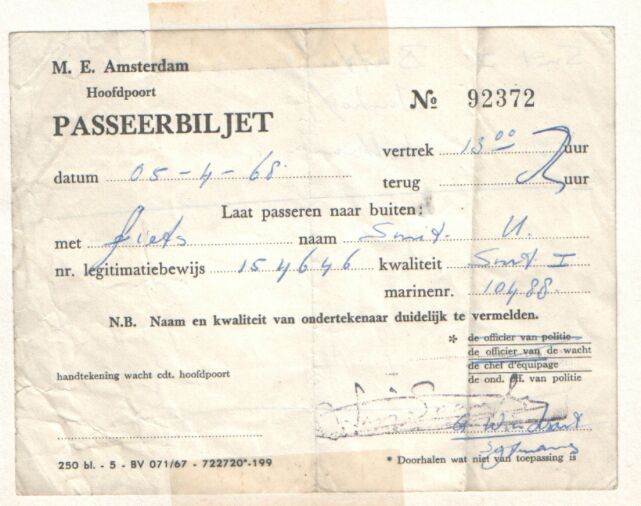 M. E. Amsterdam
Hoofdpoort
PASSEERBILJET
№ 92372
datum 05-4-68.
vertrek 13 00 uur
terug uur
Laat passeren naar buiten:
met fiets naam Smit. U.
nr. legitimatiebewijs 154646 kwaliteit Smt I
marinenr. 10488
N.B. Naam en kwaliteit van ondertekenaar duidelijk te vermelden.
* de officier van politie
de officier van de wacht
de chef d'équipage
de ond. off. van politie
handtekening wacht cdt. hoofdpoort
250 bl. - 5 - BV 071/67 - 722720*-199
* Doorhalen wat niet van toepassing is